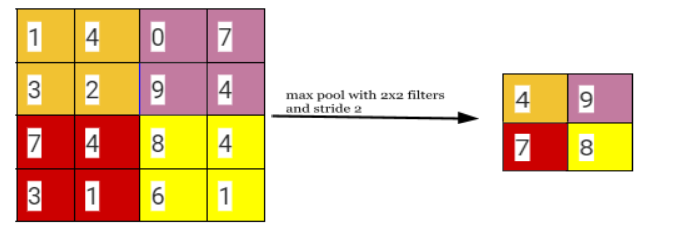 1 4 0 7
3 2 9 4
7 4 8 4
3 1 6 1
max pool with 2x2 filters
and stride 2
4 9
7 8